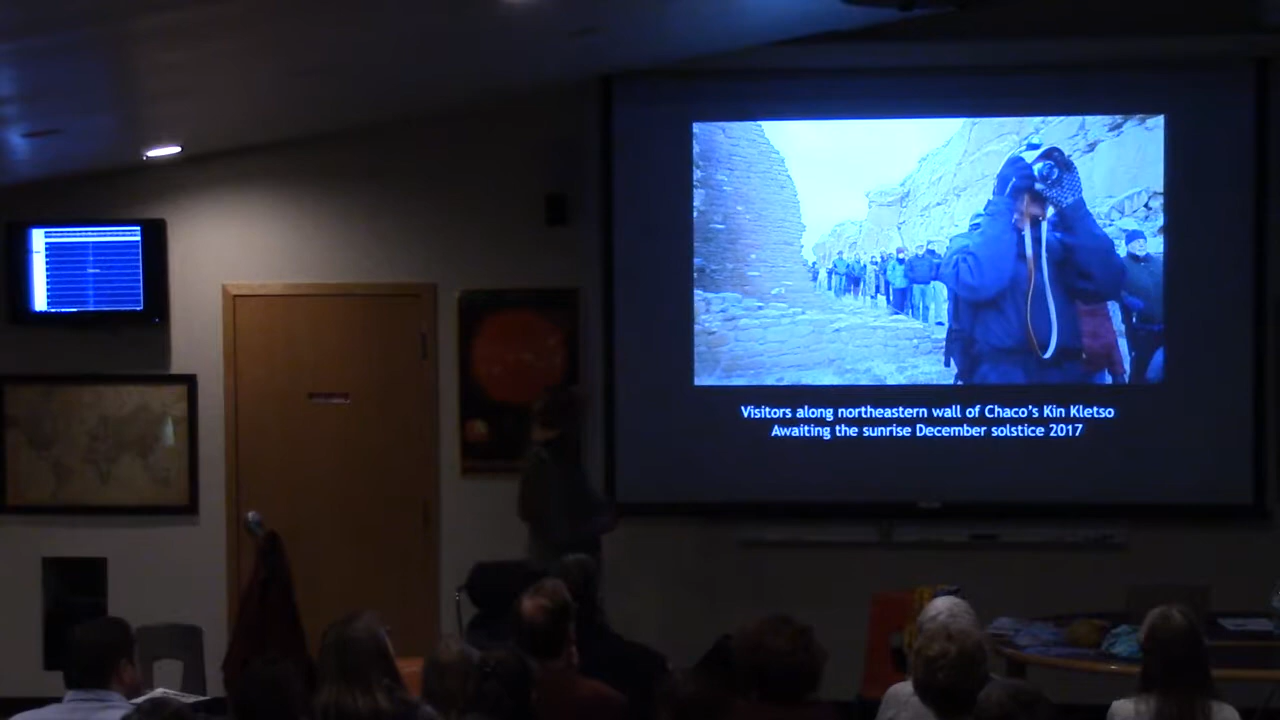 Visitors along northeastern wall of Chaco's Kin Kletso
Awaiting the sunrise December solstice 2017